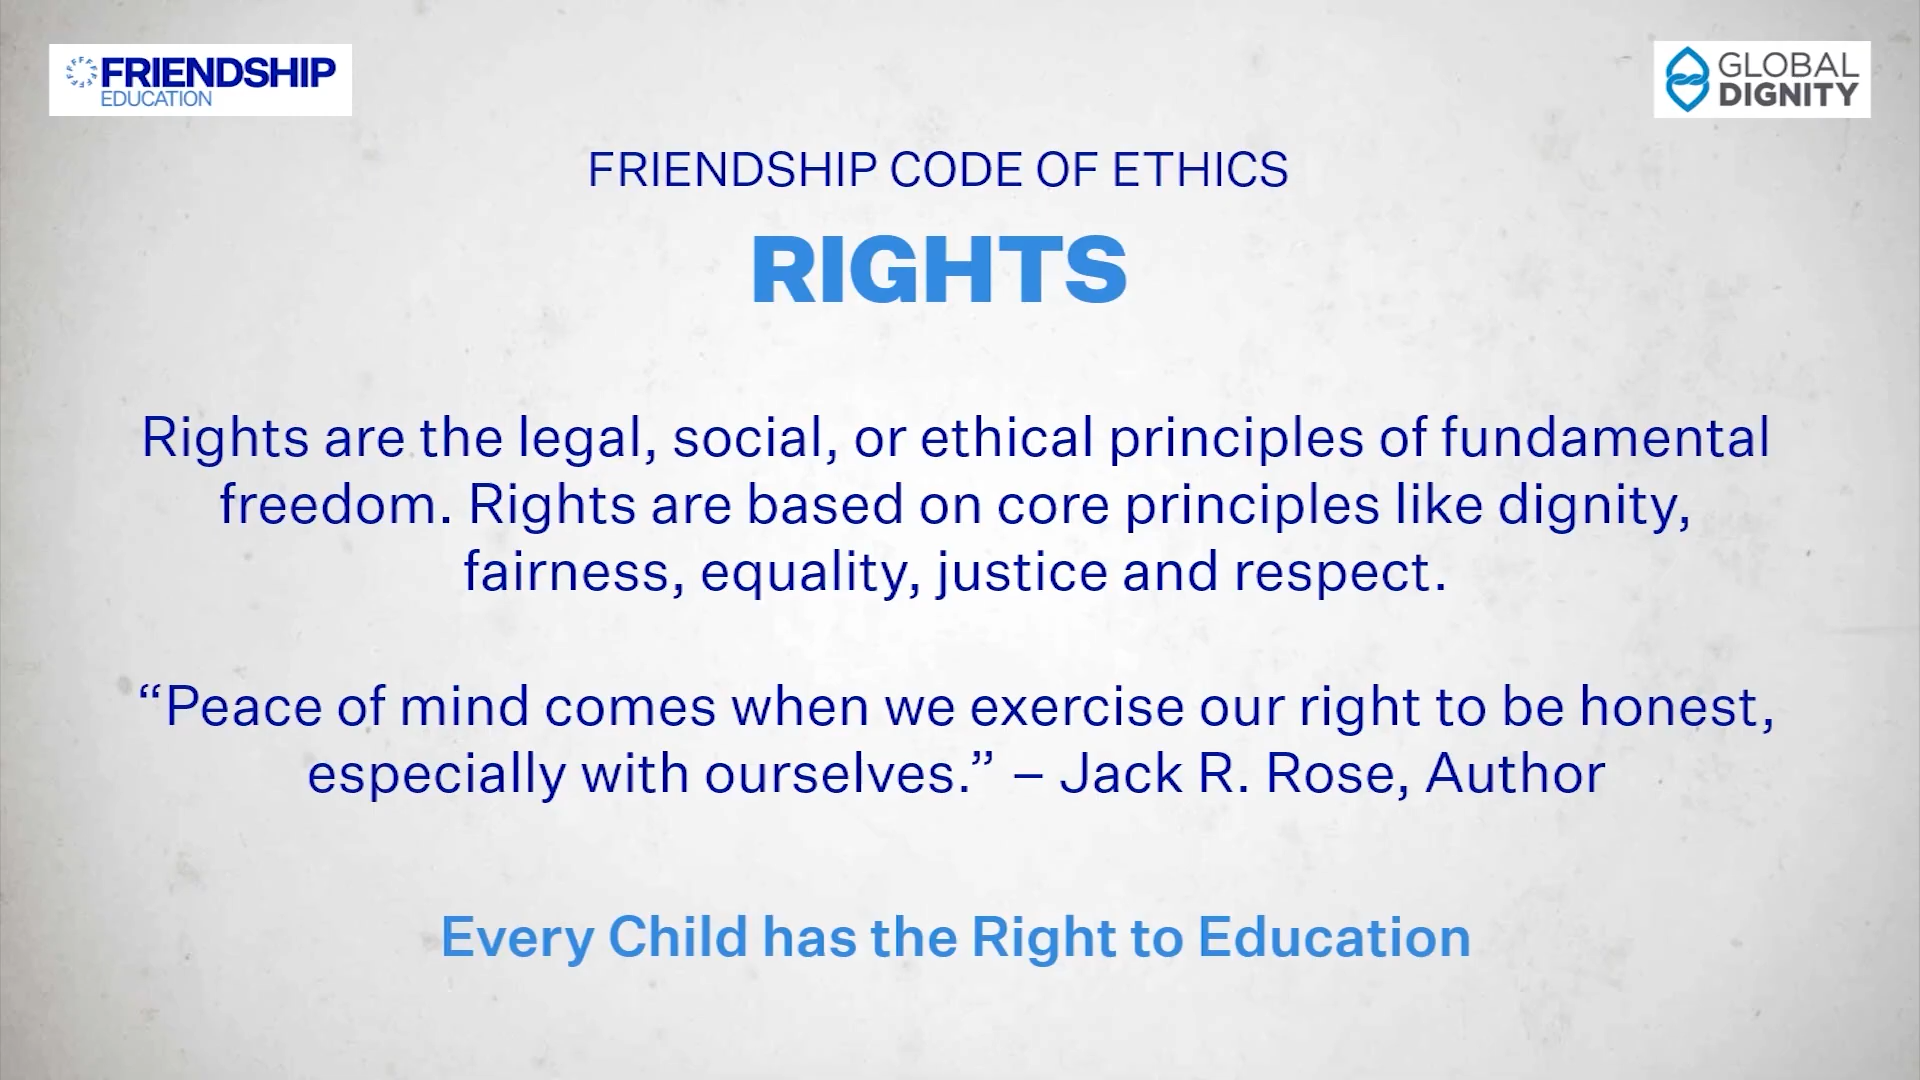 FRIENDSHIP
EDUCATION
GLOBAL
DIGNITY
FRIENDSHIP CODE OF ETHICS
RIGHTS
Rights are the legal, social, or ethical principles of fundamental
freedom. Rights are based on core principles like dignity,
fairness, equality, justice and respect.
“Peace of mind comes when we exercise our right to be honest,
especially with ourselves.” – Jack R. Rose, Author
Every Child has the Right to Education